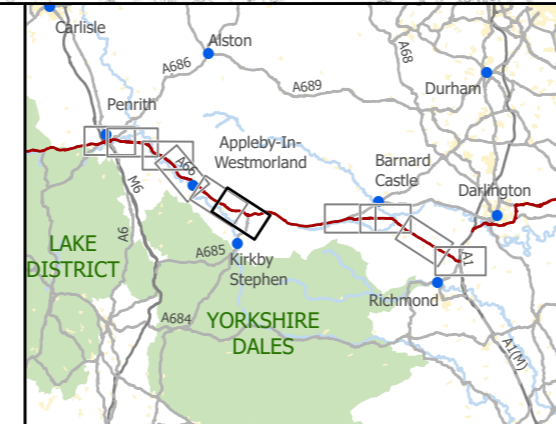 Carlisle
Alston
A68
A686
A689
Durham
Penrith
Appleby-In-
Westmorland
Barnard
Castle
A66
Darlington
M6
A6
LAKE
DISTRICT
A685
Kirkby
Stephen
A1
Richmond
A684
YORKSHIRE
DALES
A1(M)